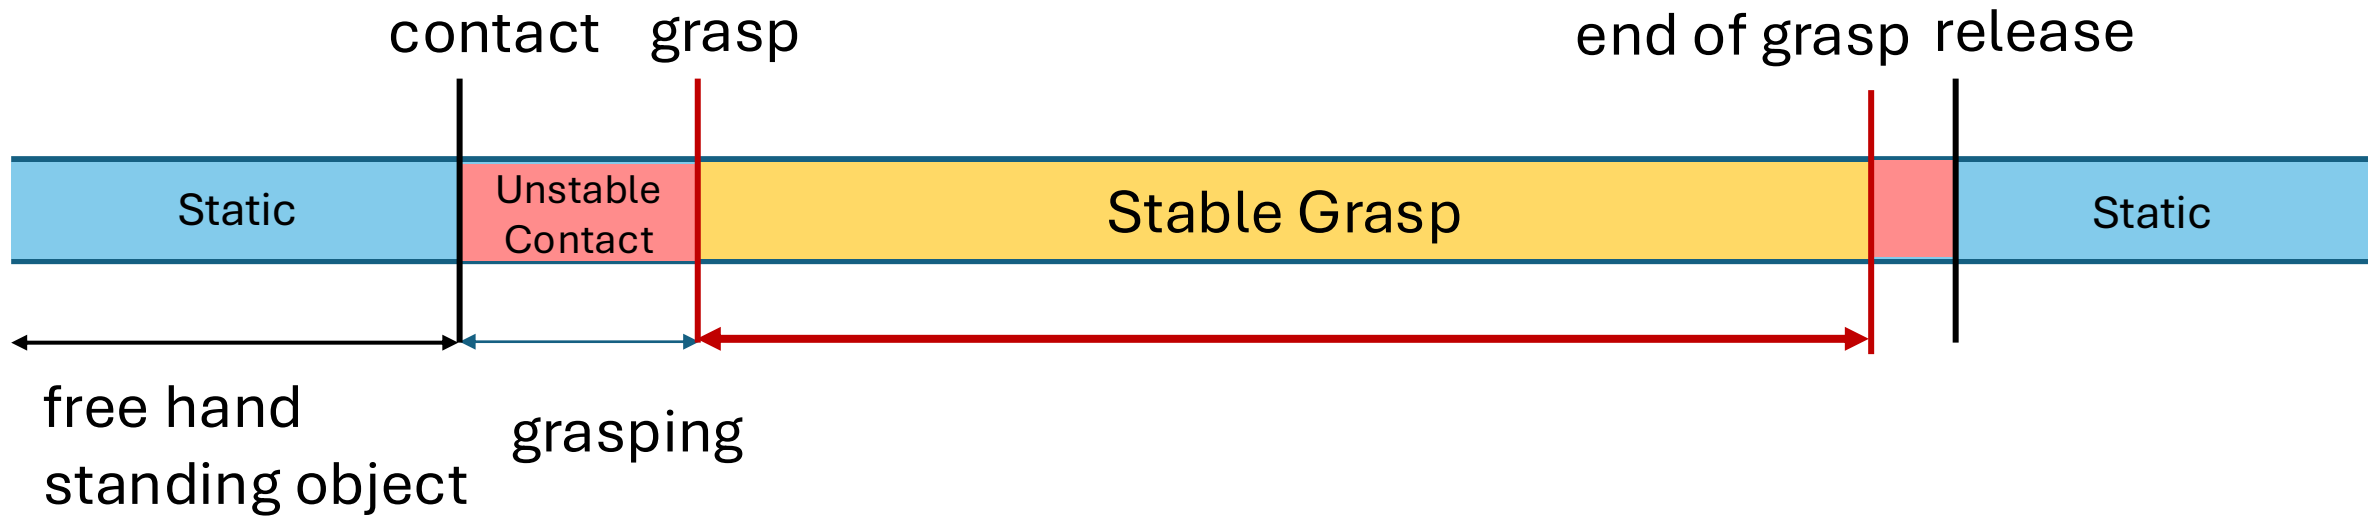 contact
grasp
end of grasp
release
Static
Unstable
Contact
Stable Grasp
Static
free hand
standing object
grasping